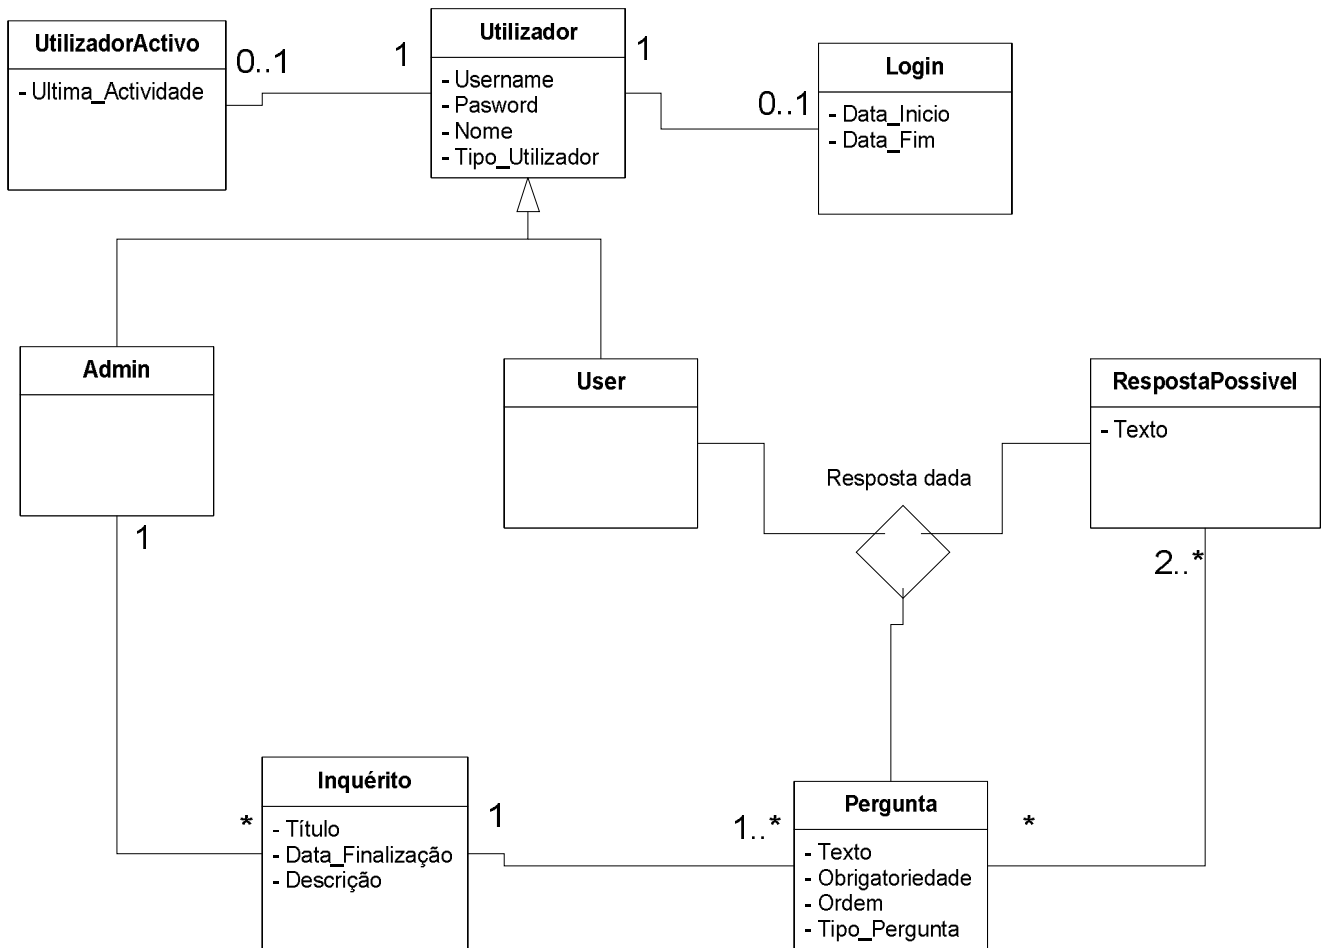 UtilizadorActivo
- Ultima_Actividade
0..1
1
Utilizador
- Username
- Pasword
- Nome
- Tipo_Utilizador
1
0..1
Login
- Data_Inicio
- Data_Fim
Admin
1
User
Resposta dada
RespostaPossivel
- Texto
2..*
*
Inquérito
- Título
- Data_Finalização
- Descrição
1
1..*
Pergunta
- Texto
- Obrigatoriedade
- Ordem
- Tipo_Pergunta
*